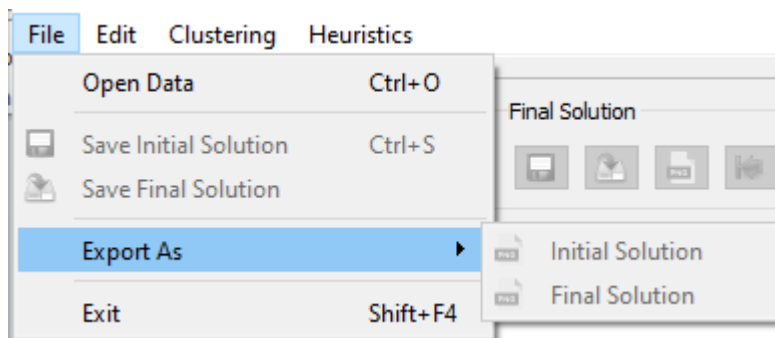 File Edit Clustering Heuristics
Open Data Ctrl+O
Final Solution
Save Initial Solution Ctrl+S
Save Final Solution
Export As
Initial Solution
Final Solution
Exit Shift+F4